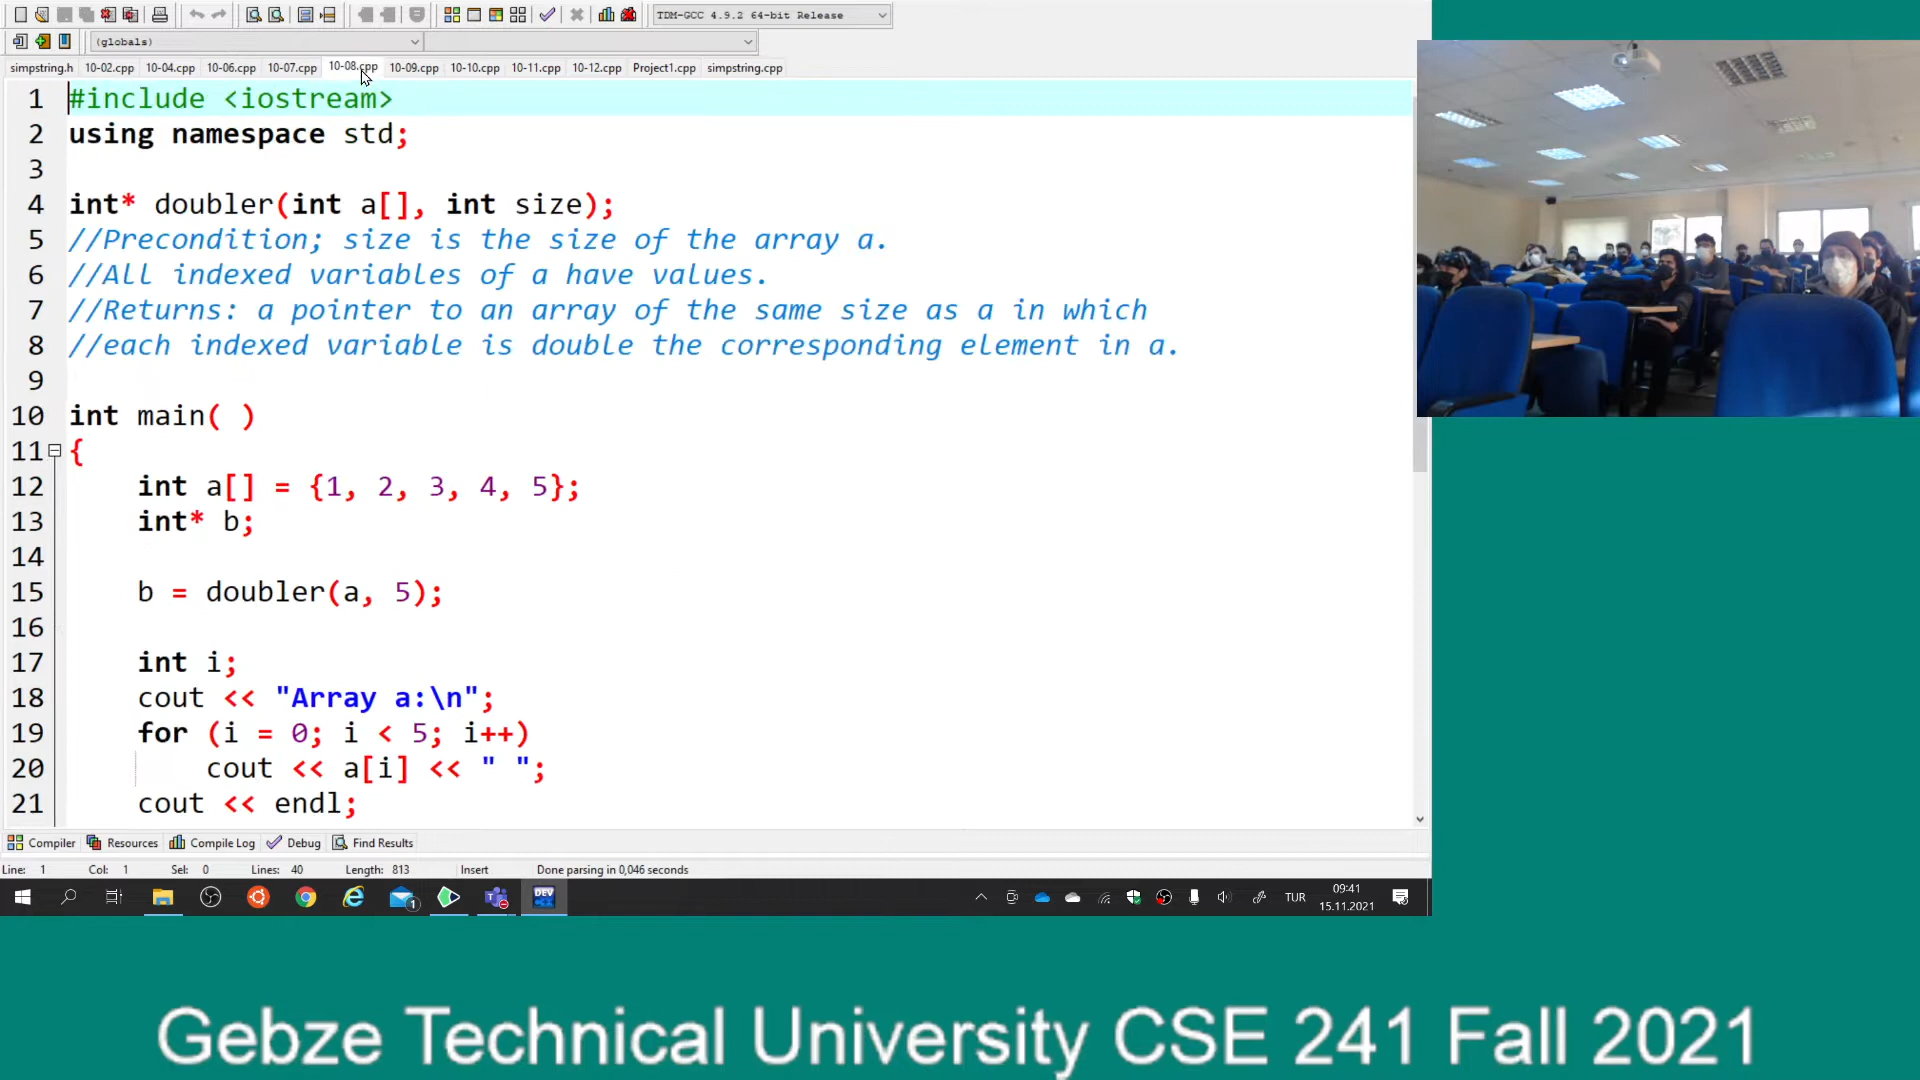 TDM-GCC 4.9.2 64-bit Release
(globals)
simpstring.h 10-02.cpp 10-04.cpp 10-06.cpp 10-07.cpp 10-08.cpp 10-09.cpp 10-10.cpp 10-11.cpp 10-12.cpp Project1.cpp simpstring.cpp
1 #include <iostream>
2 using namespace std;
3
4 int* doubler(int a[], int size);
5 //Precondition; size is the size of the array a.
6 //All indexed variables of a have values.
7 //Returns: a pointer to an array of the same size as a in which
8 //each indexed variable is double the corresponding element in a.
9
10 int main( )
11 {
12 int a[] = {1, 2, 3, 4, 5};
13 int* b;
14
15 b = doubler(a, 5);
16
17 int i;
18 cout << "Array a:\n";
19 for (i = 0; i < 5; i++)
20 cout << a[i] << " ";
21 cout << endl;
Compiler Resources Compile Log Debug Find Results
Line: 1 Col: 1 Sel: 0 Lines: 40 Length: 813 Insert Done parsing in 0,046 seconds
1 DEV TUR 09:41
15.11.2021
Gebze Technical University CSE 241 Fall 2021